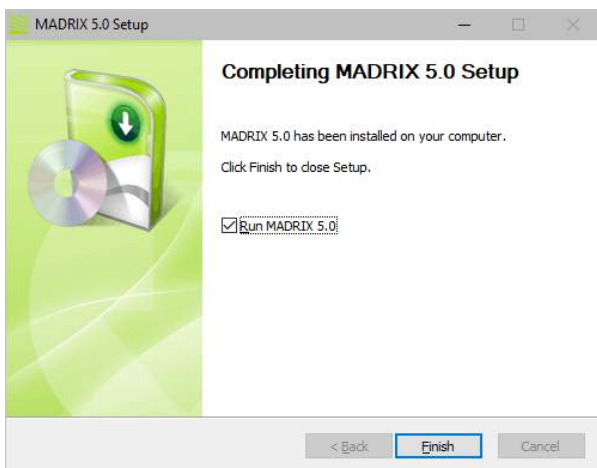 MADRIX 5.0 Setup
Completing MADRIX 5.0 Setup
MADRIX 5.0 has been installed on your computer.
Click Finish to close Setup.
Run MADRIX 5.0
< Back Finish Cancel